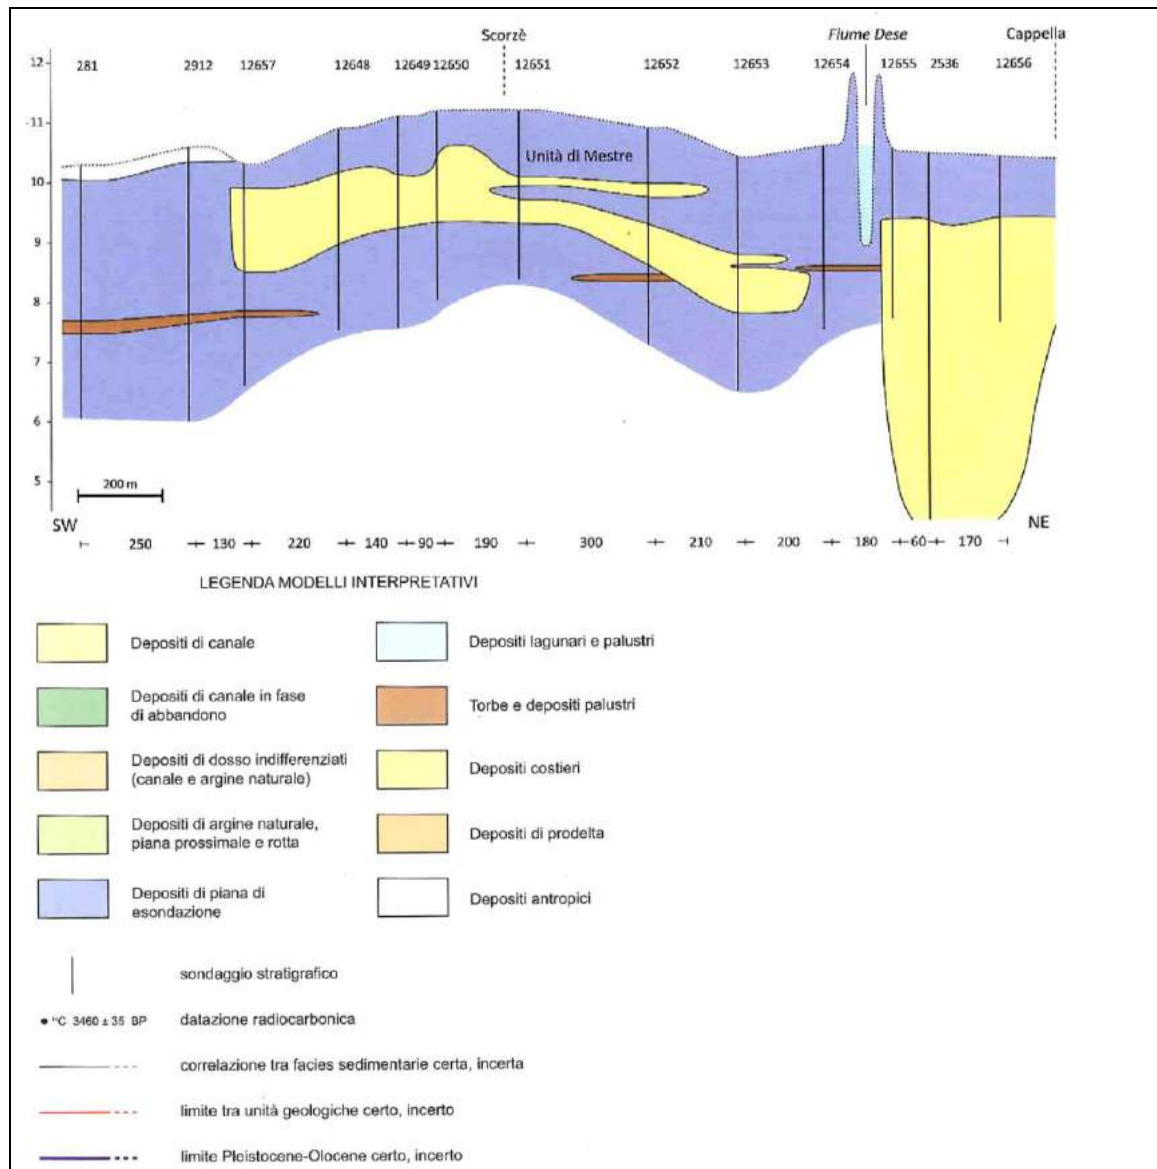 Scorzè
Fiume Dese
Cappella
12
281
2912
12657
12648
12649
12650
12651
12652
12653
12654
12655
2536
12656
11
10
9
8
7
6
5
Unità di Mestre
200 m
SW
NE
250
130
220
140
90
190
300
210
200
180
60
170
LEGENDA MODELLI INTERPRETATIVI
Depositi di canale
Depositi di canale in fase
di abbandono
Depositi di dosso indifferenziati
(canale e argine naturale)
Depositi di argine naturale,
piana prossimale e rotta
Depositi di piana di
esondazione
Depositi lagunari e palustri
Torbe e depositi palustri
Depositi costieri
Depositi di prodelta
Depositi antropici
sondaggio stratigrafico
¹⁴C 3460 ± 35 BP
datazione radiocarbonica
correlazione tra facies sedimentarie certa, incerta
limite tra unità geologiche certo, incerto
limite Pleistocene-Olocene certo, incerto